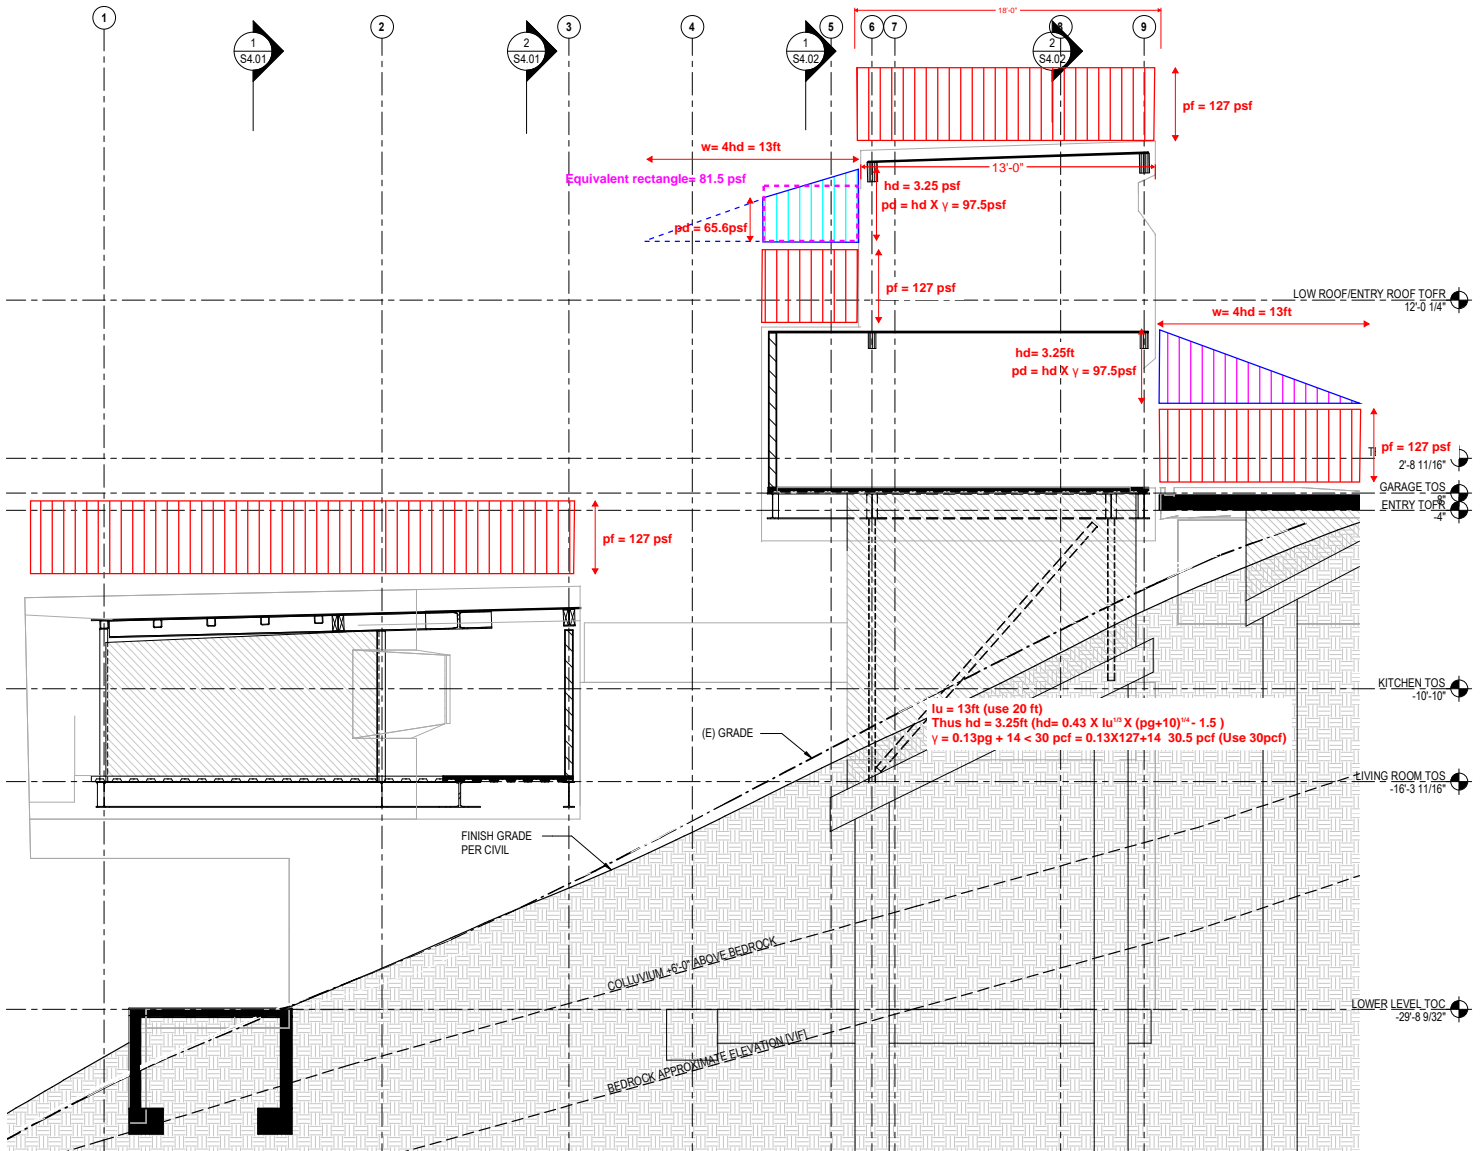 18'-0"
1
2
3
4
5
6
7
8
9
1
S4.01
2
S4.01
1
S4.02
2
S4.02
pf = 127 psf
w= 4hd = 13ft
13'-0"
Equivalent rectangle= 81.5 psf
hd = 3.25 psf
pd = hd X γ = 97.5psf
pd = 65.6psf
pf = 127 psf
LOW ROOF/ENTRY ROOF TOFR
12'-0 1/4"
w= 4hd = 13ft
hd= 3.25ft
pd = hd X γ = 97.5psf
pf = 127 psf
2'-8 11/16"
GARAGE TOS
ENTRY TOFR
-4"
pf = 127 psf
KITCHEN TOS
-10'-10"
lu = 13ft (use 20 ft)
Thus hd = 3.25ft (hd= 0.43 X lu¹ᐟ³ X (pg+10)¹ᐟ⁴ - 1.5 )
γ = 0.13pg + 14 < 30 pcf = 0.13X127+14 30.5 pcf (Use 30pcf)
(E) GRADE
LIVING ROOM TOS
-16'-3 11/16"
FINISH GRADE
PER CIVIL
COLLUVIUM +6'-0" ABOVE BEDROCK
LOWER LEVEL TOC
-29'-8 9/32"
BEDROCK APPROXIMATE ELEVATION [VIF]